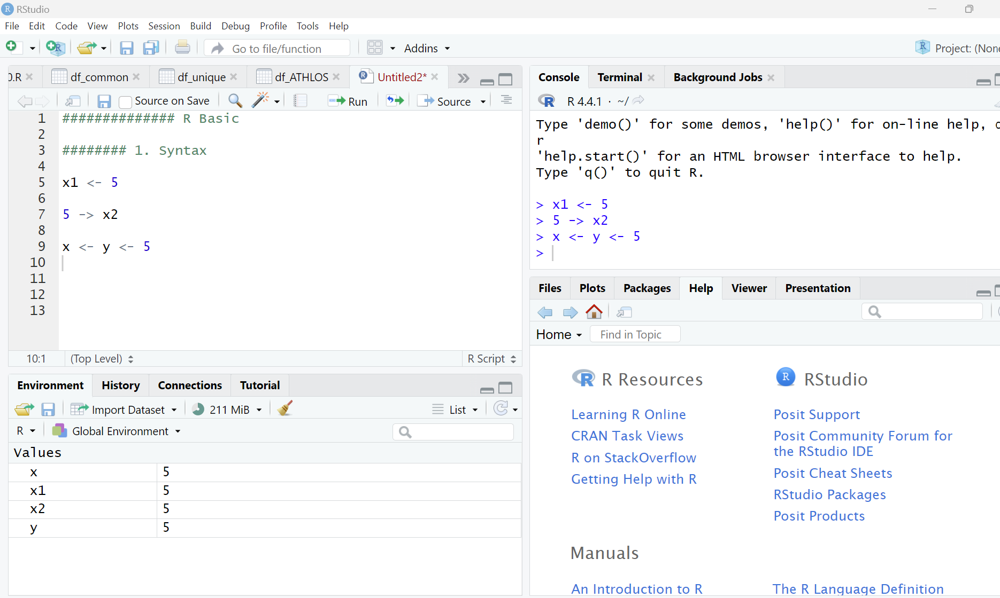 RStudio
File Edit Code View Plots Session Build Debug Profile Tools Help
Go to file/function Addins Project: (None
0.R df_common df_unique df_ATHLOS Untitled2*
Source on Save Run Source
1 ############## R Basic
2
3 ######## 1. Syntax
4
5 x1 <- 5
6
7 5 -> x2
8
9 x <- y <- 5
10
11
12
13
10:1 (Top Level) R Script
Environment History Connections Tutorial
Import Dataset 211 MiB List
R Global Environment
Values
x 5
x1 5
x2 5
y 5
Console Terminal Background Jobs
R 4.4.1 · ~/
Type 'demo()' for some demos, 'help()' for on-line help, o
r
'help.start()' for an HTML browser interface to help.
Type 'q()' to quit R.
> x1 <- 5
> 5 -> x2
> x <- y <- 5
>
Files Plots Packages Help Viewer Presentation
Home Find in Topic
R Resources
Learning R Online
CRAN Task Views
R on StackOverflow
Getting Help with R
R RStudio
Posit Support
Posit Community Forum for
the RStudio IDE
Posit Cheat Sheets
RStudio Packages
Posit Products
Manuals
An Introduction to R
The R Language Definition